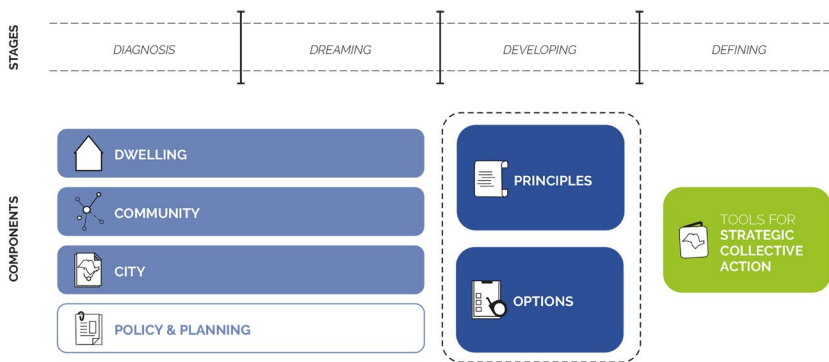 STAGES
DIAGNOSIS
DREAMING
DEVELOPING
DEFINING
COMPONENTS
DWELLING
COMMUNITY
CITY
POLICY & PLANNING
PRINCIPLES
OPTIONS
TOOLS FOR
STRATEGIC
COLLECTIVE
ACTION